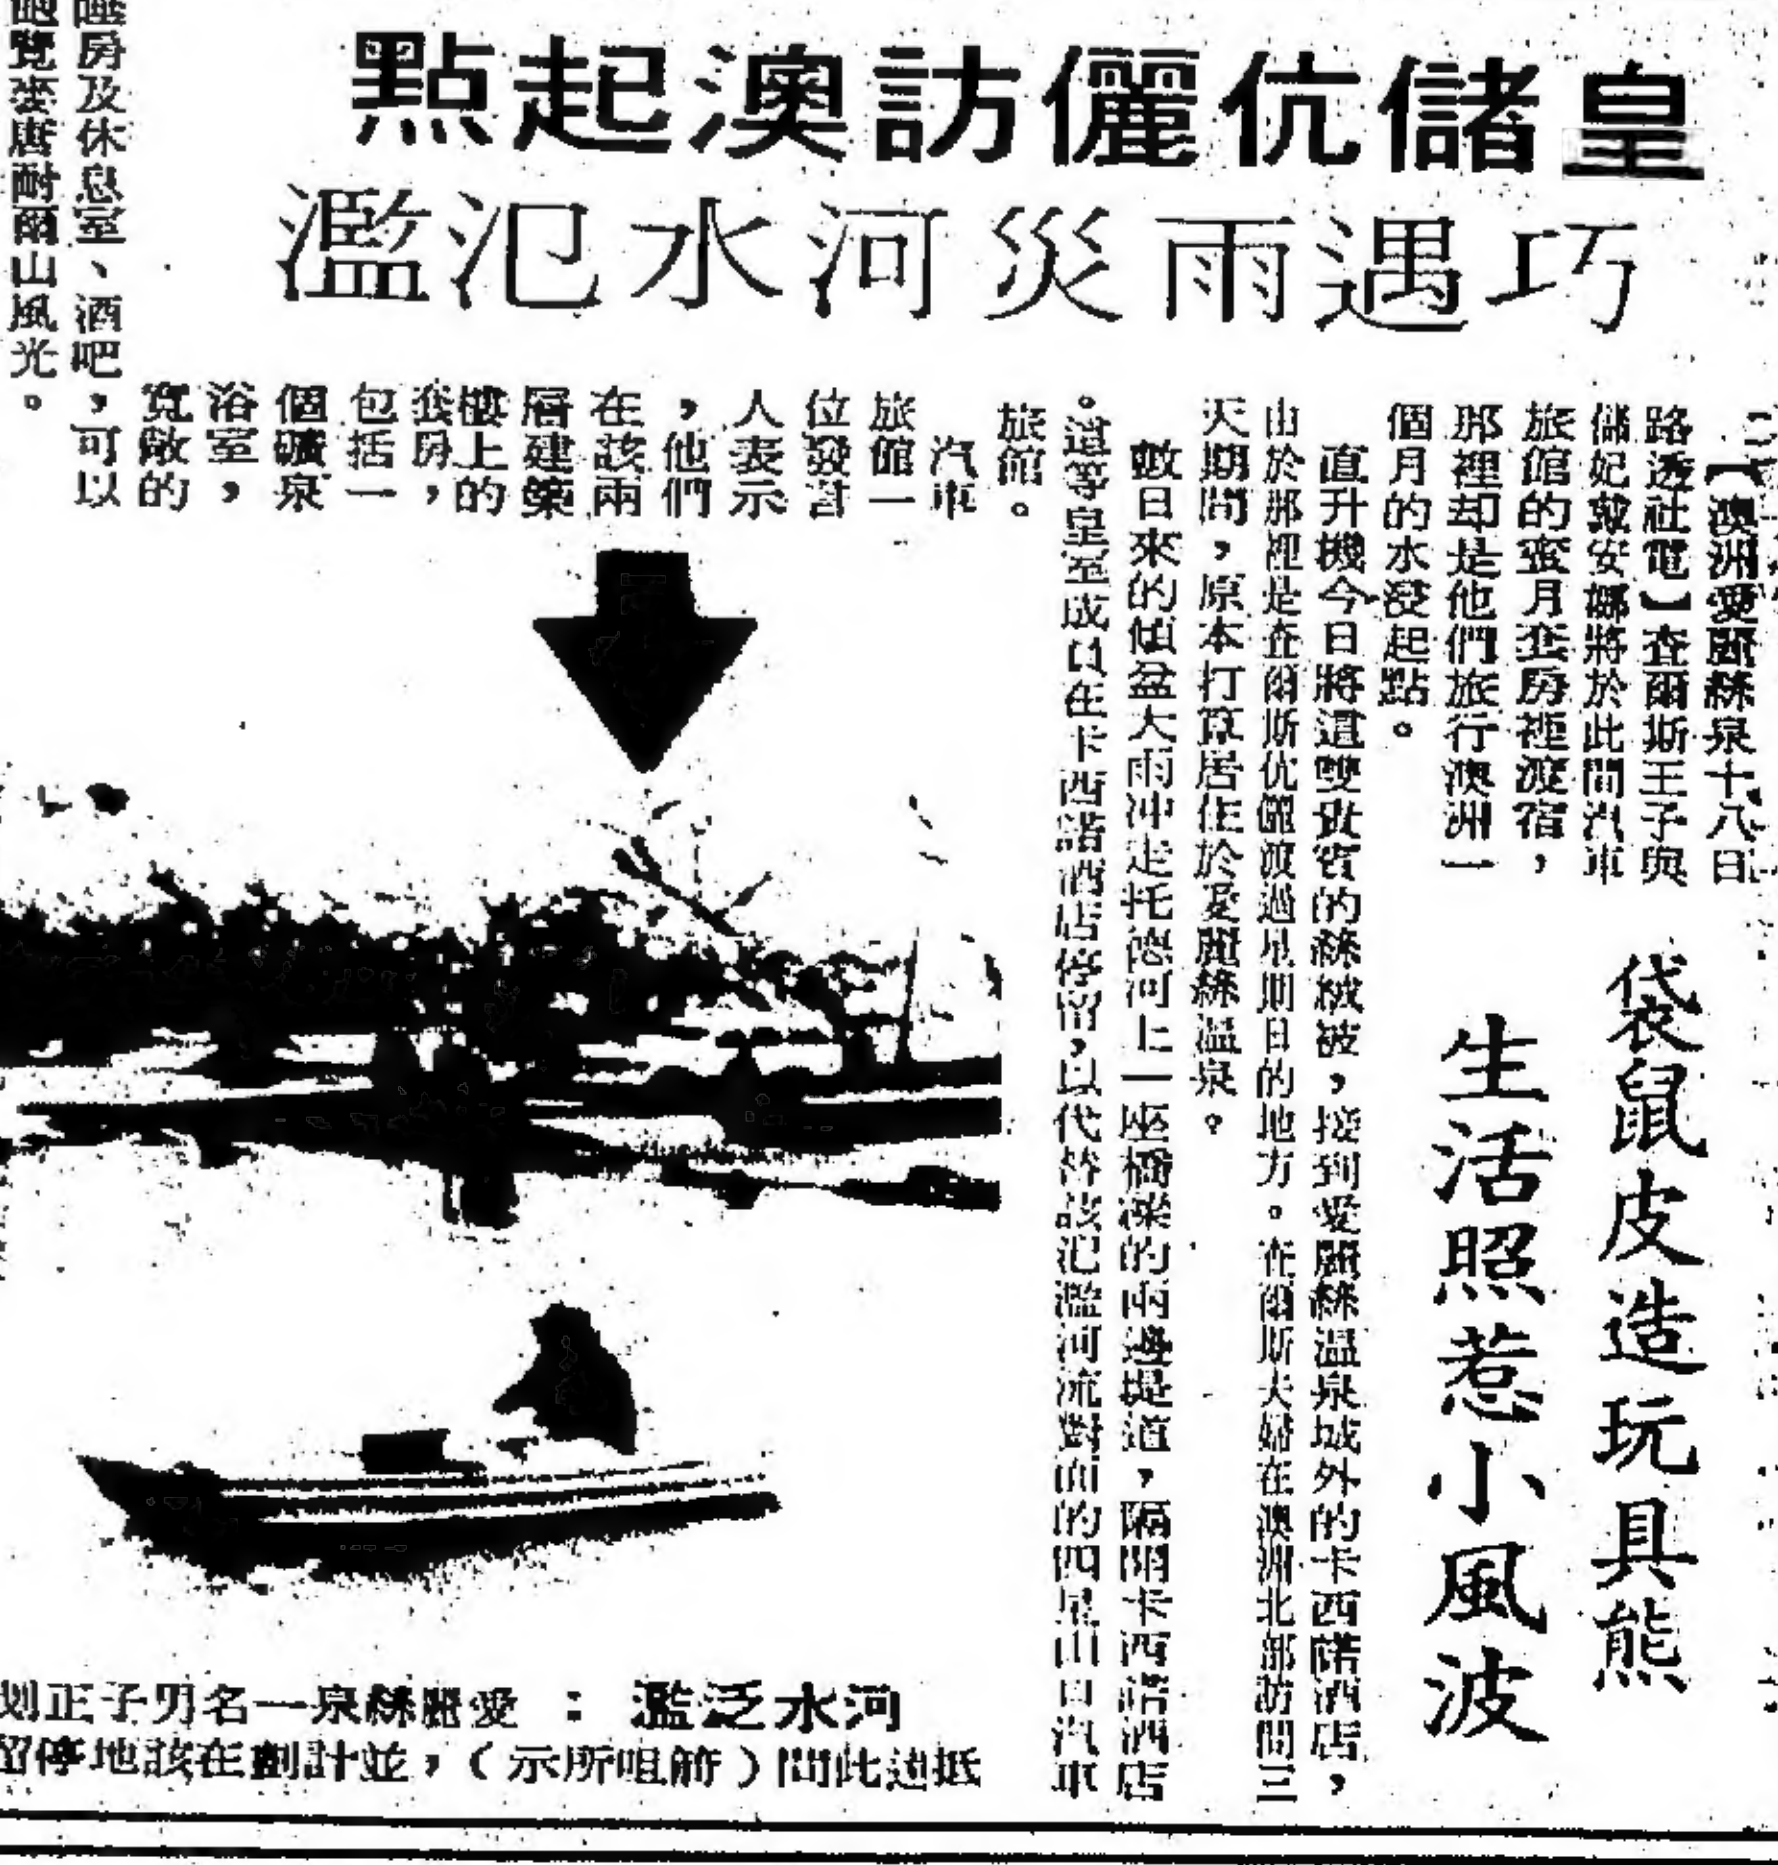 皇儲伉儷訪澳起點
巧遇雨災河水氾濫
【澳洲愛麗絲泉十八日
路透社電】查爾斯王子與
儲妃戴安娜將於此間汽車
旅館的蜜月套房裡渡宿，
那裡却是他們旅行澳洲一
個月的水浸起點。
袋鼠皮造玩具熊
生活照惹小風波
直升機今日將這雙貴賓的絲絨被，接到愛麗絲温泉城外的卡西諾酒店，
由於那裡是查爾斯伉儷渡過星期日的地方。查爾斯夫婦在澳洲北部訪問三
天期間，原本打算居住於愛麗絲温泉。
數日來的傾盆大雨冲走托德河上一座橋樑的兩邊堤道，隔開卡西諾酒店
。這等皇室成員在卡西諾酒店停留，以代替該氾濫河流對面的四星山日汽車
旅館。
汽車
旅館一
位發言
人表示
，他們
在該兩
層建築
樓上的
套房，
包括一
個礦泉
浴室，
寬敞的
睡房及休息室、酒吧，可以
飽覽麥唐耐爾山風光。
河水泛濫：愛麗絲泉一名男子正划
抵達此間（箭咀所示），並計劃在該地停留